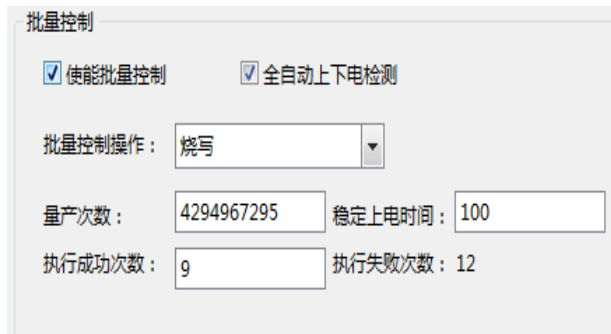 批量控制
使能批量控制 全自动上下电检测
批量控制操作： 烧写
量产次数： 4294967295 稳定上电时间： 100
执行成功次数： 9 执行失败次数： 12